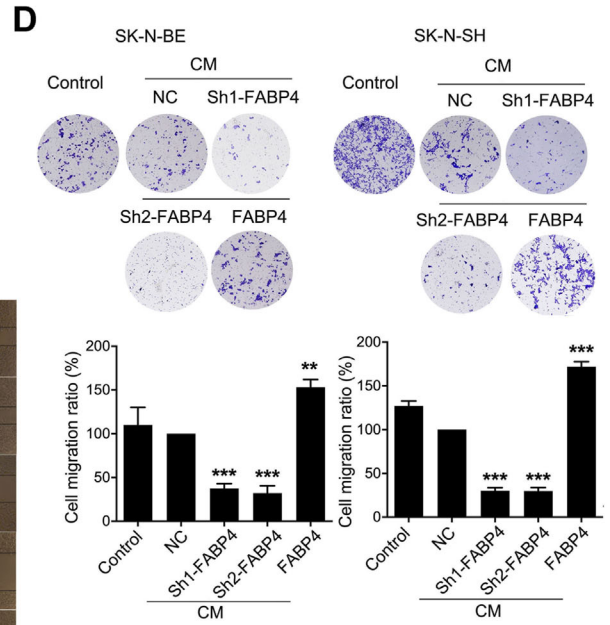 D
SK-N-BE
SK-N-SH
CM
CM
Control
NC
Sh1-FABP4
Control
NC
Sh1-FABP4
Sh2-FABP4
FABP4
Sh2-FABP4
FABP4
Cell migration ratio (%)
200
150
100
50
0
***
***
**
Control
NC
Sh1-FABP4
Sh2-FABP4
FABP4
CM
Cell migration ratio (%)
200
150
100
50
0
***
***
***
Control
NC
Sh1-FABP4
Sh2-FABP4
FABP4
CM